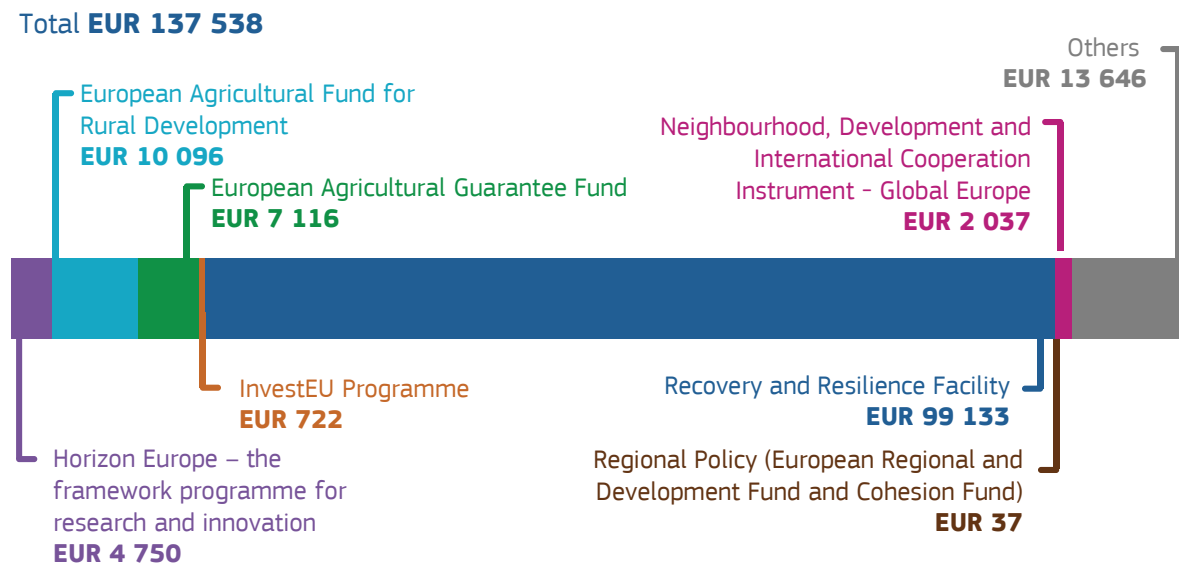 Total EUR 137 538
Others
EUR 13 646
European Agricultural Fund for
Rural Development
EUR 10 096
Neighbourhood, Development and
International Cooperation
Instrument - Global Europe
EUR 2 037
European Agricultural Guarantee Fund
EUR 7 116
InvestEU Programme
EUR 722
Recovery and Resilience Facility
EUR 99 133
Horizon Europe – the
framework programme for
research and innovation
EUR 4 750
Regional Policy (European Regional and
Development Fund and Cohesion Fund)
EUR 37